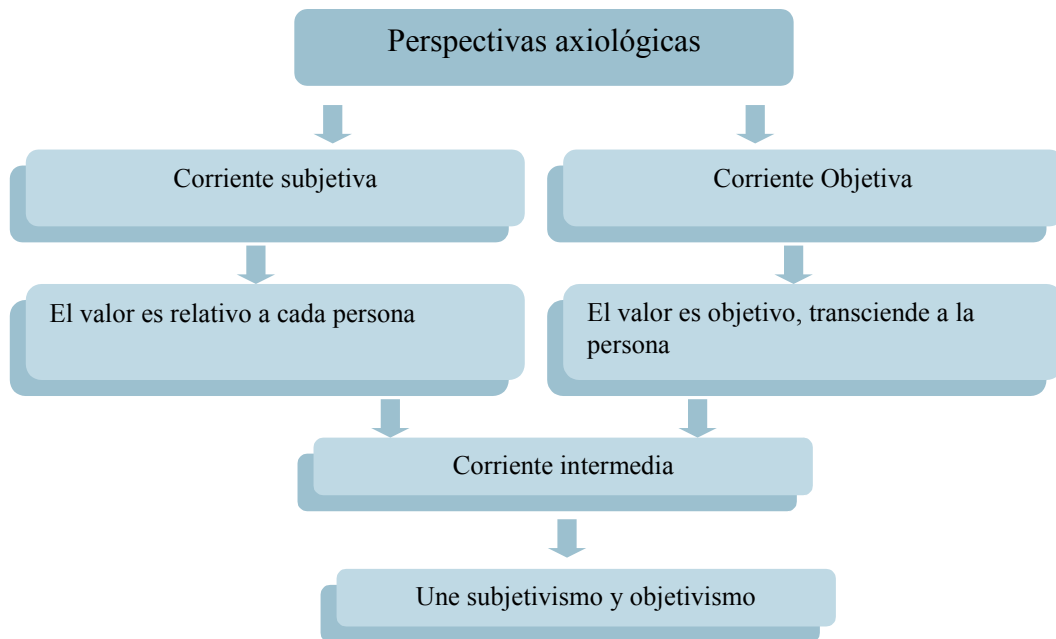 Perspectivas axiológicas
Corriente subjetiva
Corriente Objetiva
El valor es relativo a cada persona
El valor es objetivo, transciende a la
persona
Corriente intermedia
Une subjetivismo y objetivismo